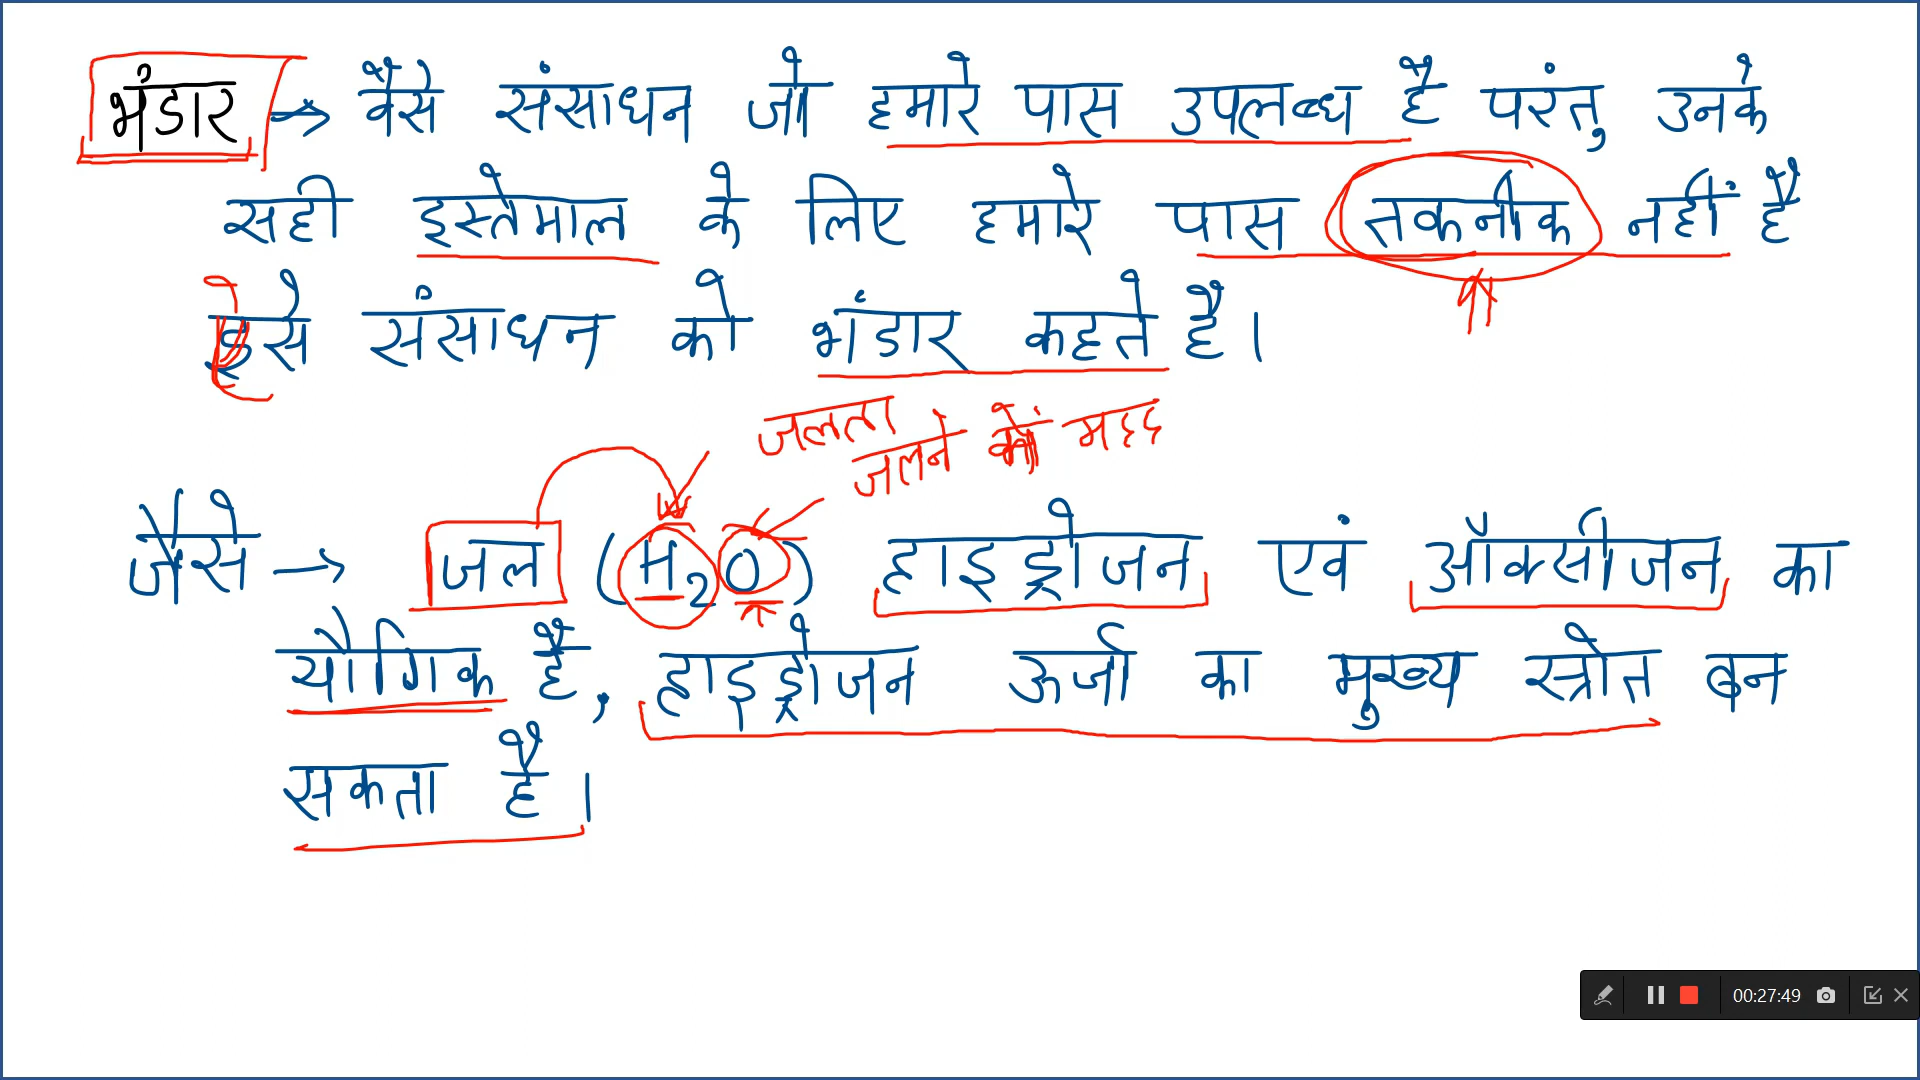 भंडार → वैसे संसाधन जो हमारे पास उपलब्ध है परंतु उनके
सही इस्तेमाल के लिए हमारे पास तकनीक नहीं है
ऐसे संसाधन को भंडार कहते है।
जलता
जलने में मदद
जैसे → जल (H₂O) हाइड्रोजन एवं ऑक्सीजन का
यौगिक है, हाइड्रोजन ऊर्जा का मुख्य स्त्रोत बन
सकता है।
00:27:49